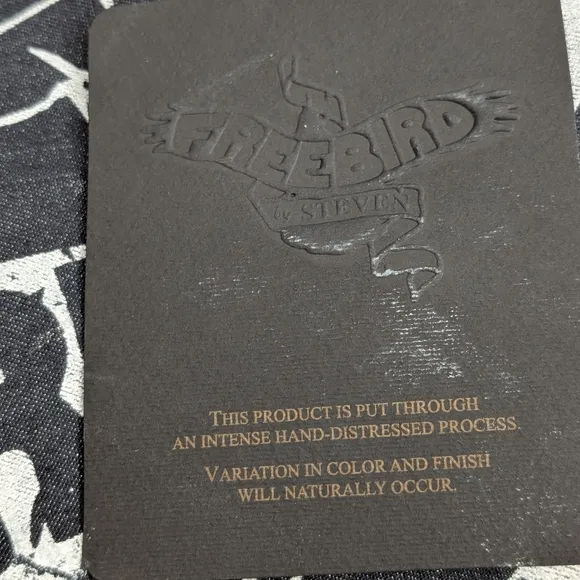 FREEBIRD
by STEVEN
THIS PRODUCT IS PUT THROUGH
AN INTENSE HAND-DISTRESSED PROCESS.
VARIATION IN COLOR AND FINISH
WILL NATURALLY OCCUR.